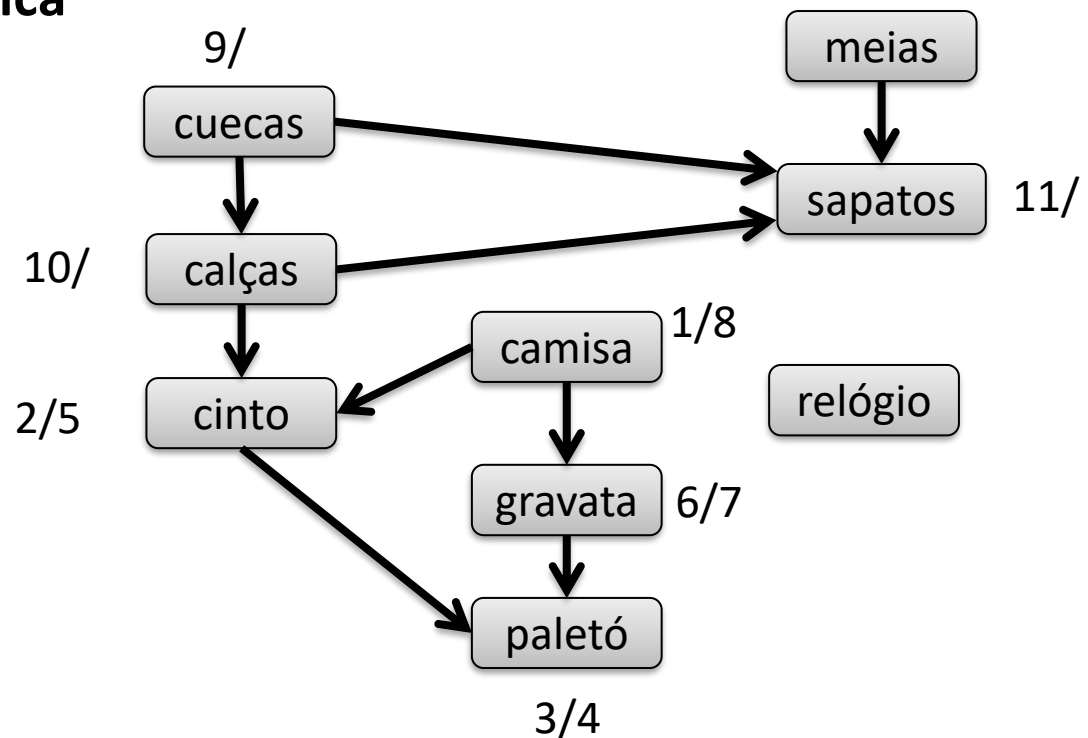 ica
9/
meias
cuecas
sapatos
11/
10/
calças
1/8
camisa
2/5
cinto
relógio
gravata
6/7
paletó
3/4